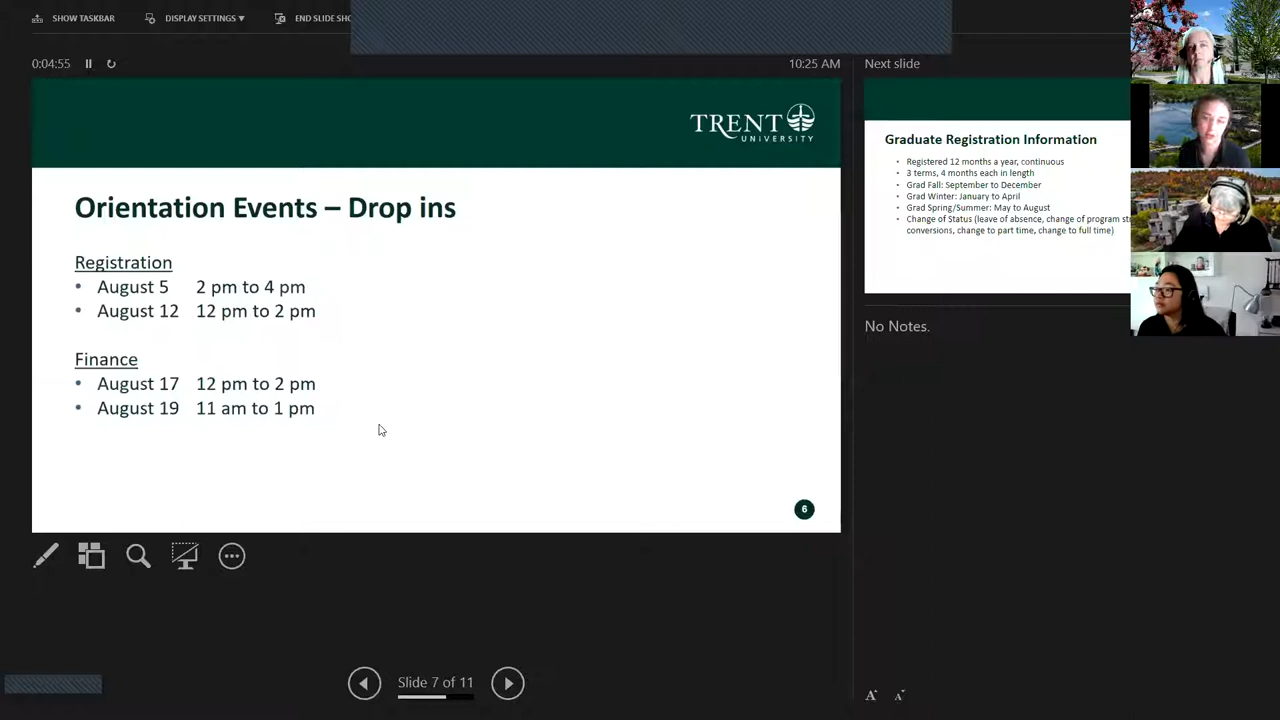 SHOW TASKBAR
DISPLAY SETTINGS ▼
END SLIDE
0:04:55
10:25 AM
TRENT
UNIVERSITY
Orientation Events – Drop ins
Registration
• August 5 2 pm to 4 pm
• August 12 12 pm to 2 pm
Finance
• August 17 12 pm to 2 pm
• August 19 11 am to 1 pm
6
Slide 7 of 11
Next slide
Graduate Registration Information
• Registered 12 months a year, continuous
• 3 terms, 4 months each in length
• Grad Fall: September to December
• Grad Winter: January to April
• Grad Spring/Summer: May to August
• Change of Status (leave of absence, change of program
conversions, change to part time, change to full time)
No Notes.
A A